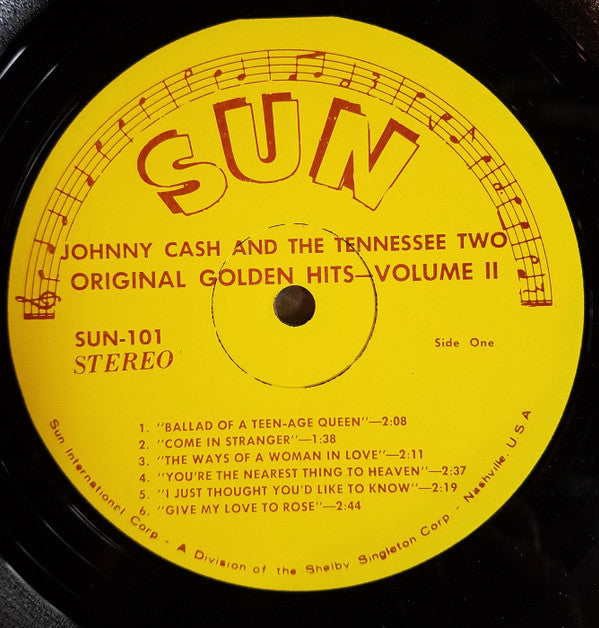 SUN
JOHNNY CASH AND THE TENNESSEE TWO
ORIGINAL GOLDEN HITS—VOLUME II
SUN-101
STEREO
Side One
1. "BALLAD OF A TEEN-AGE QUEEN"—2:08
2. "COME IN STRANGER"—1:38
3. "THE WAYS OF A WOMAN IN LOVE"—2:11
4. "YOU'RE THE NEAREST THING TO HEAVEN"—2:37
5. "I JUST THOUGHT YOU'D LIKE TO KNOW"—2:19
6. "GIVE MY LOVE TO ROSE"—2:44
Sun International Corp. - A Division of the Shelby Singleton Corp. - Nashville, U.S.A